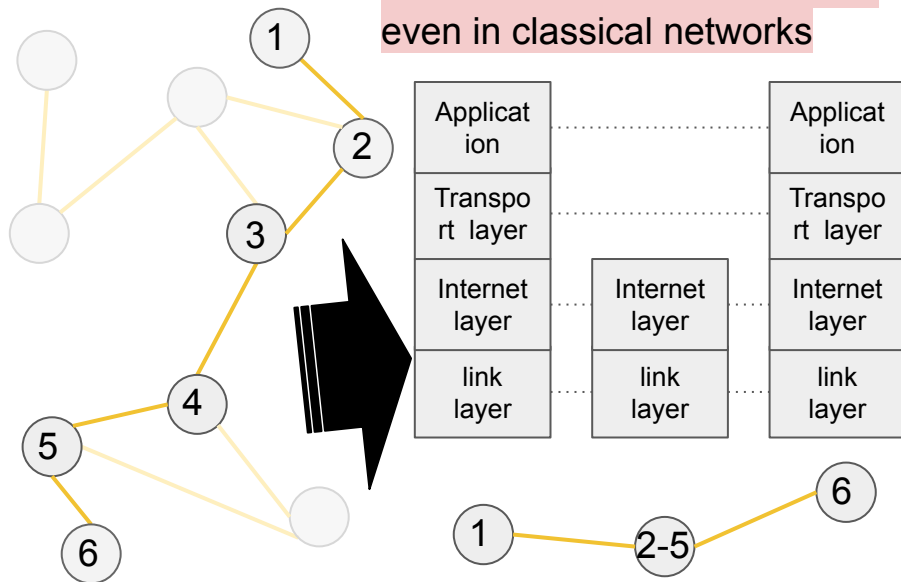 even in classical networks
1
2
3
4
5
6
Applicat
ion
Applicat
ion
Transpo
rt layer
Transpo
rt layer
Internet
layer
Internet
layer
Internet
layer
link
layer
link
layer
link
layer
1
2-5
6